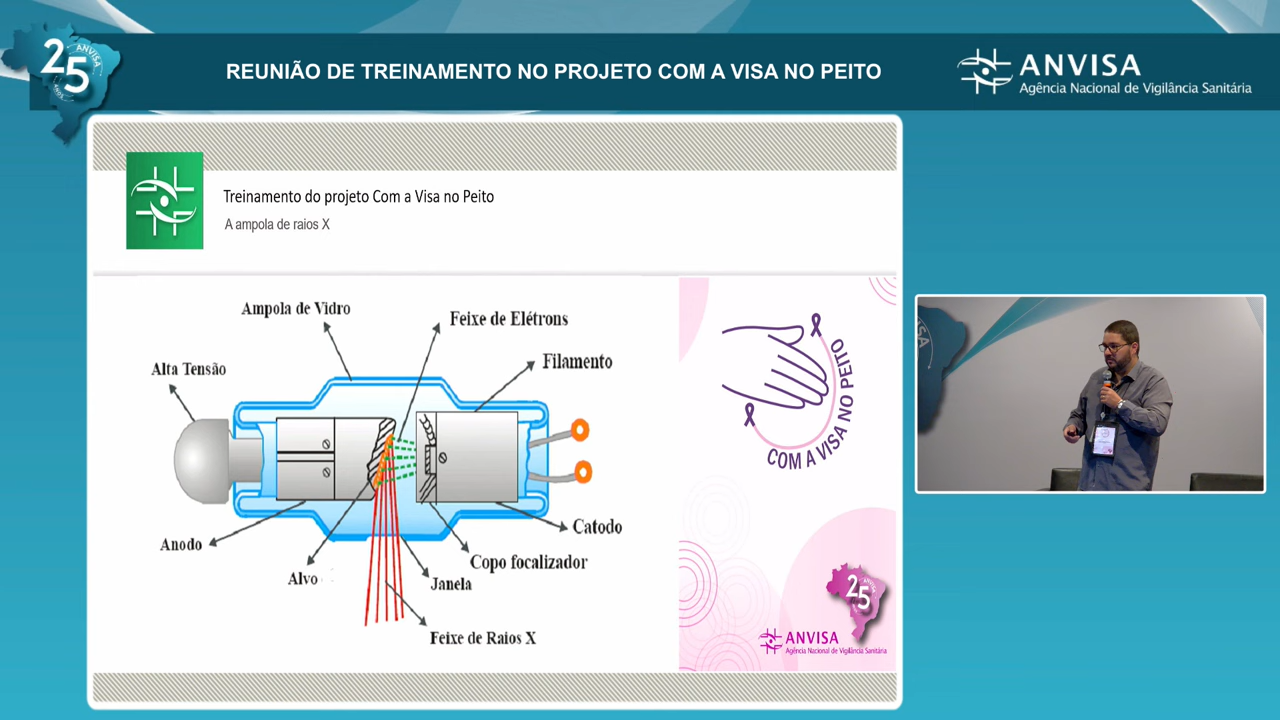 25
ANVISA
ANOS
REUNIÃO DE TREINAMENTO NO PROJETO COM A VISA NO PEITO
ANVISA
Agência Nacional de Vigilância Sanitária
Treinamento do projeto Com a Visa no Peito
A ampola de raios X
Ampola de Vidro
Feixe de Elétrons
Filamento
Alta Tensão
Anodo
Alvo
Catodo
Copo focalizador
Janela
Feixe de Raios X
COM A VISA NO PEITO
25
ANVISA
Agência Nacional de Vigilância Sanitária